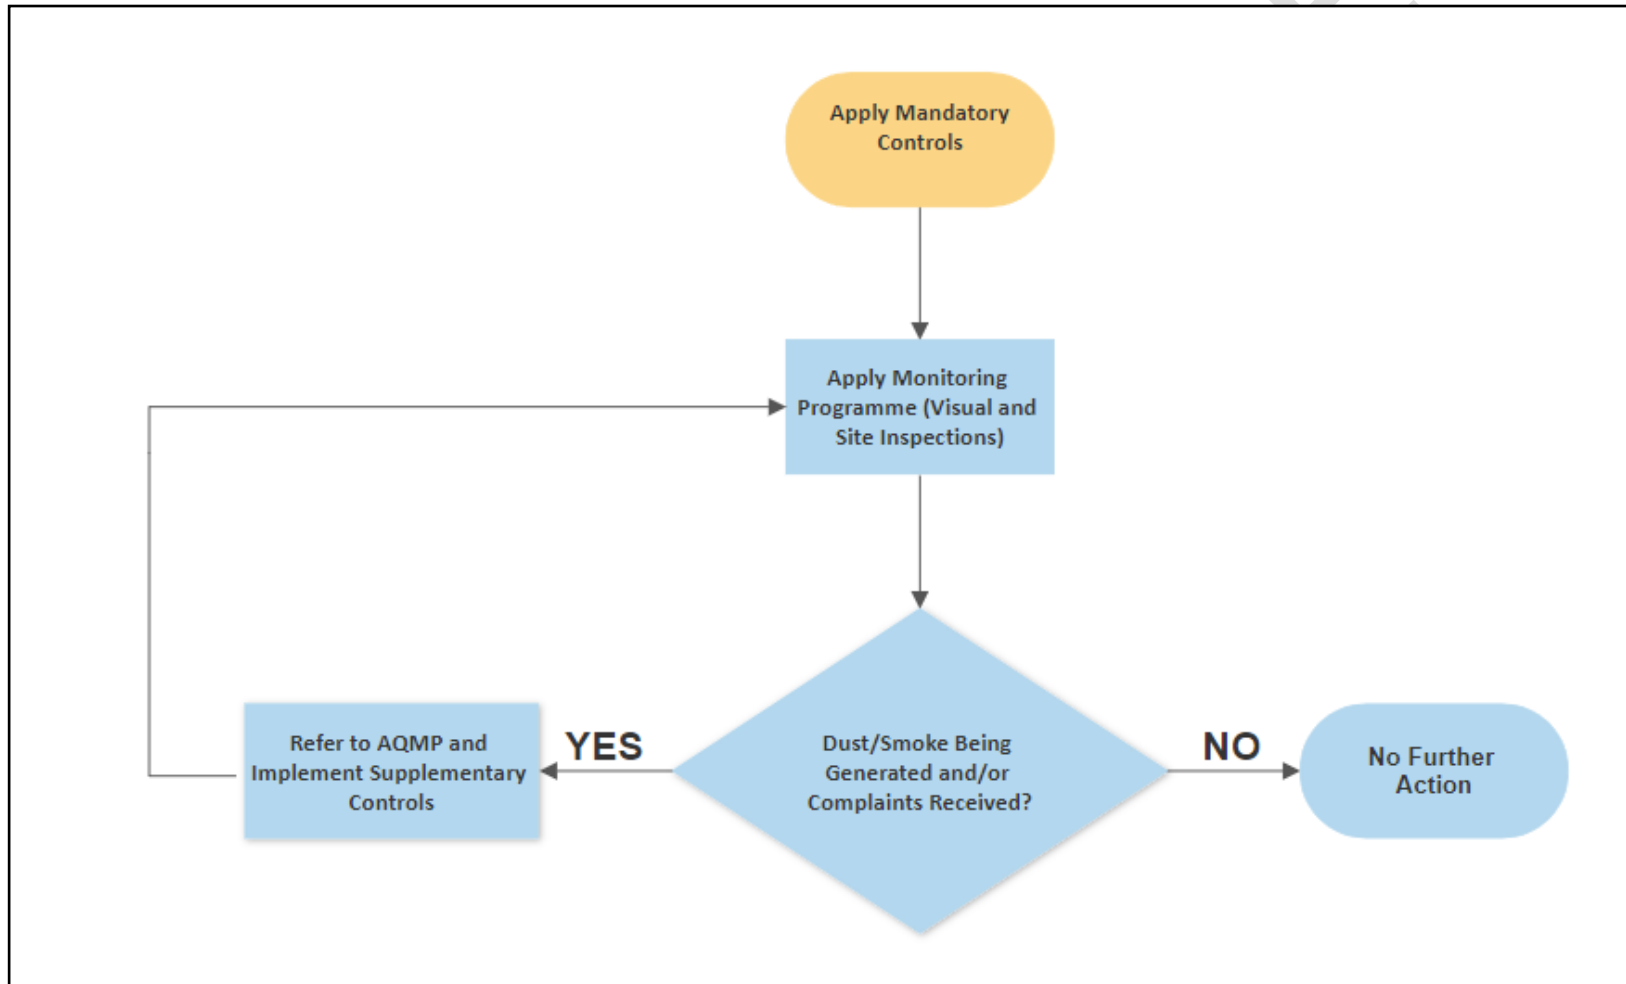 Apply Mandatory
Controls
Apply Monitoring
Programme (Visual and
Site Inspections)
Dust/Smoke Being
Generated and/or
Complaints Received?
YES
Refer to AQMP and
Implement Supplementary
Controls
NO
No Further
Action